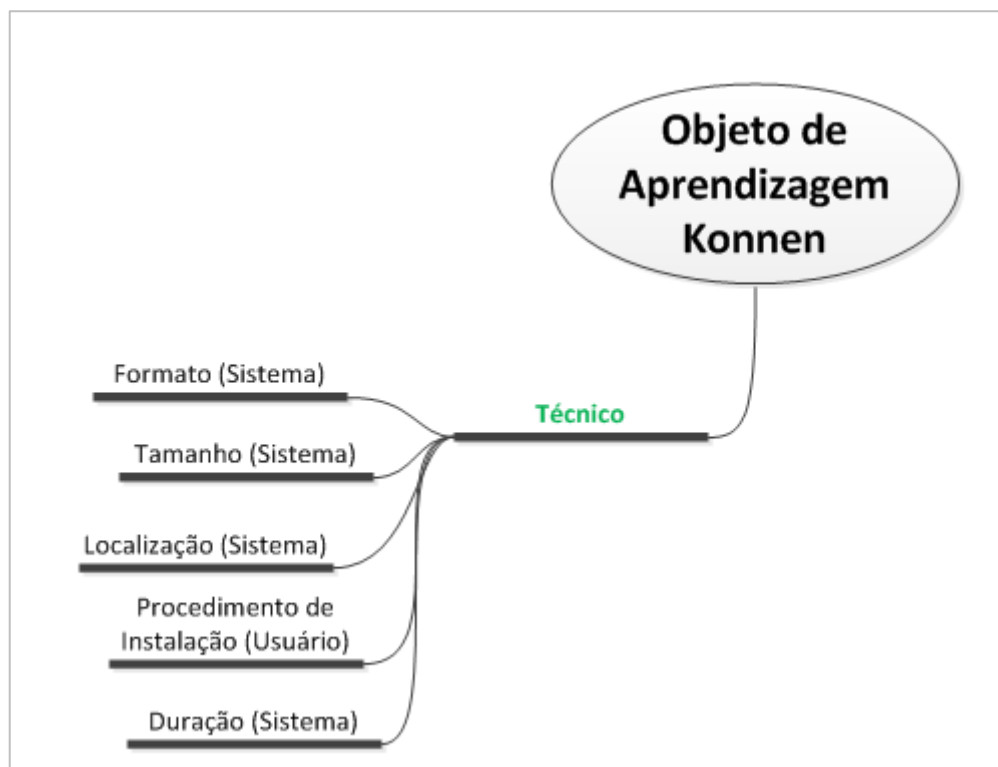 Objeto de
Aprendizagem
Konnen
Técnico
Formato (Sistema)
Tamanho (Sistema)
Localização (Sistema)
Procedimento de
Instalação (Usuário)
Duração (Sistema)